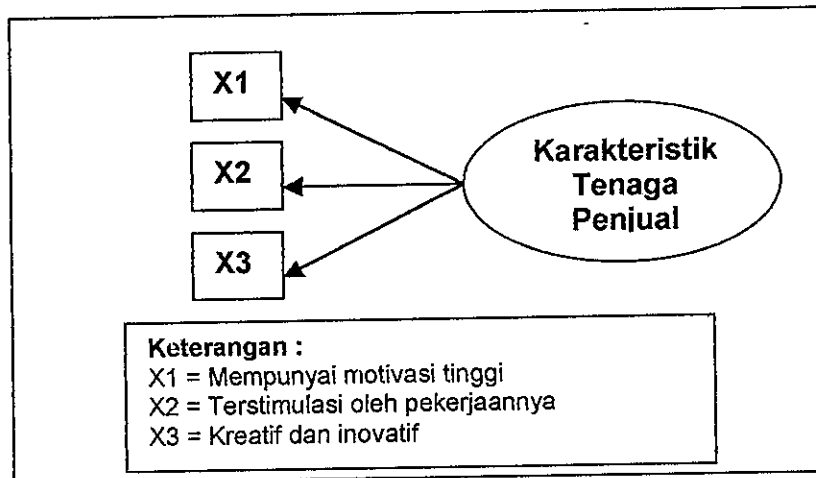 X1
X2
X3
Karakteristik
Tenaga
Penjual
Keterangan :
X1 = Mempunyai motivasi tinggi
X2 = Terstimulasi oleh pekerjaannya
X3 = Kreatif dan inovatif